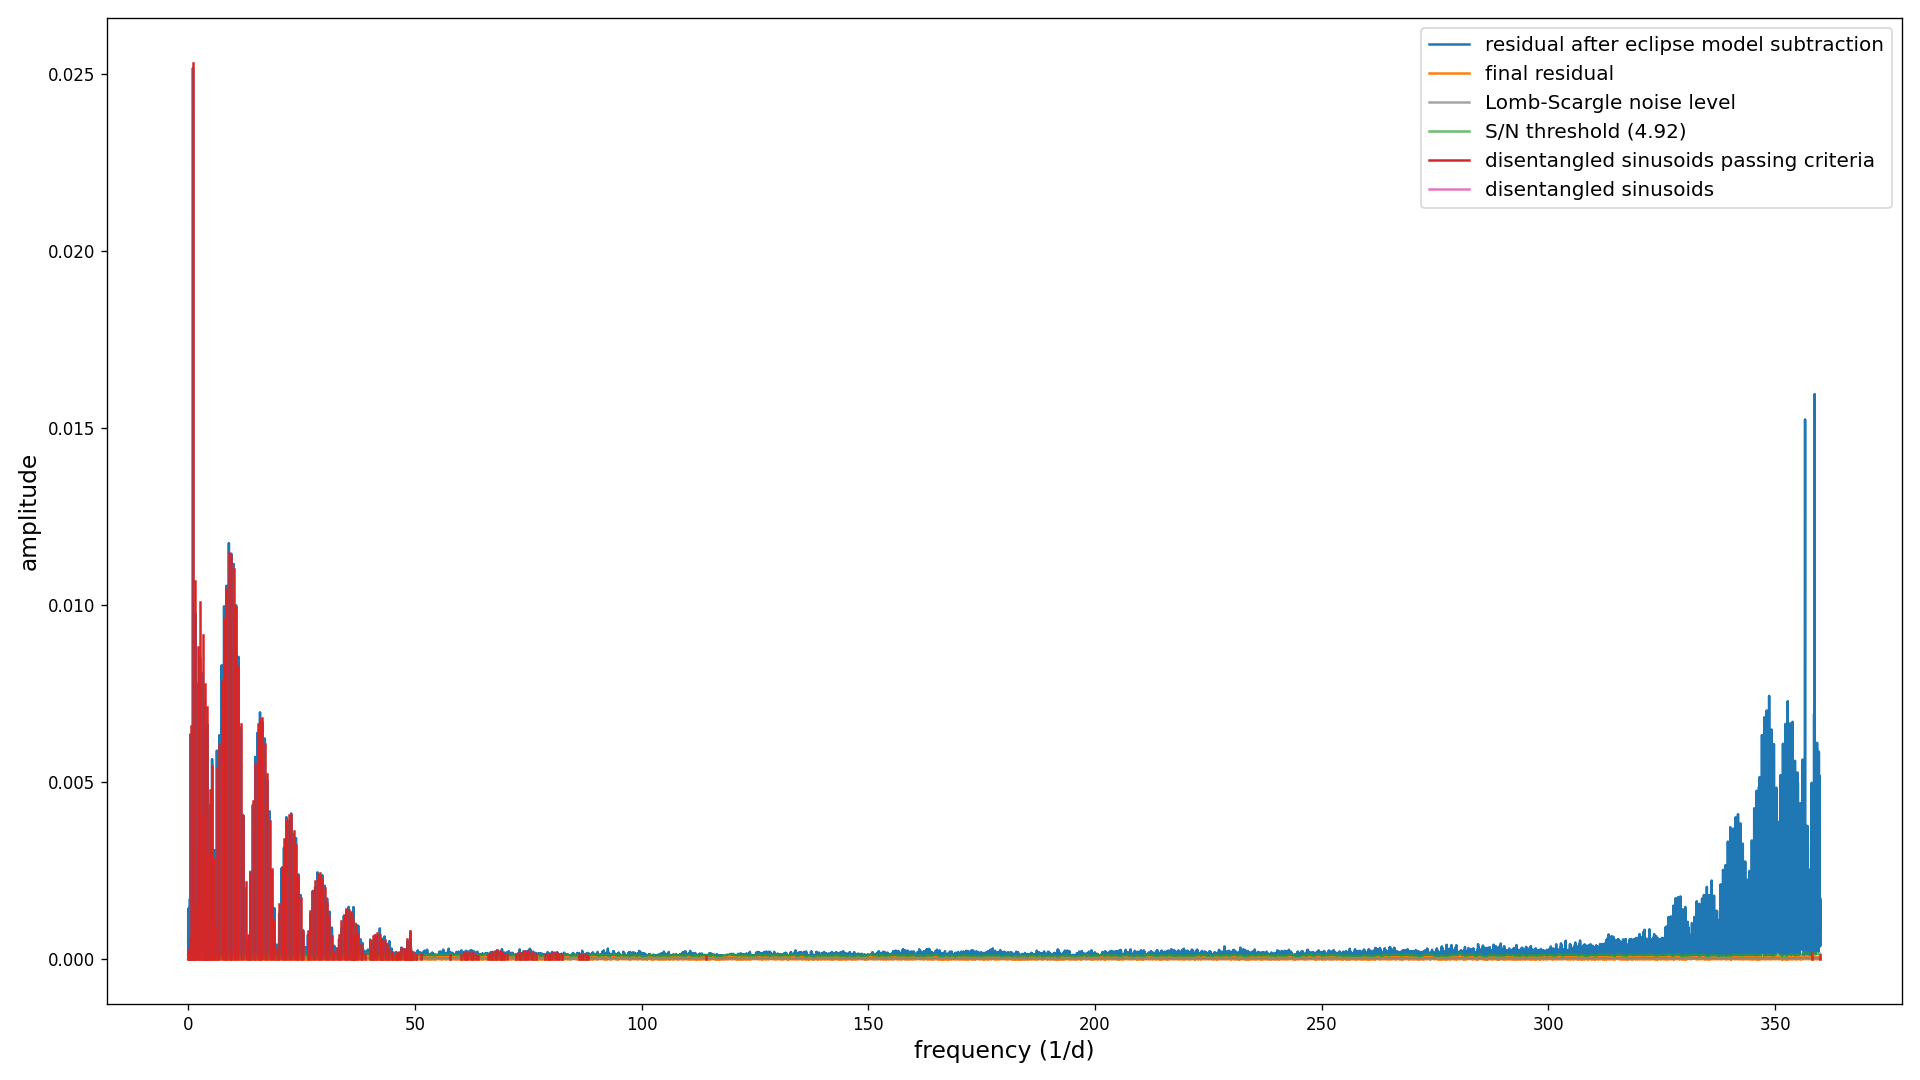 residual after eclipse model subtraction
final residual
Lomb-Scargle noise level
S/N threshold (4.92)
disentangled sinusoids passing criteria
disentangled sinusoids
0.025
0.020
0.015
0.010
0.005
0.000
amplitude
0 50 100 150 200 250 300 350
frequency (1/d)